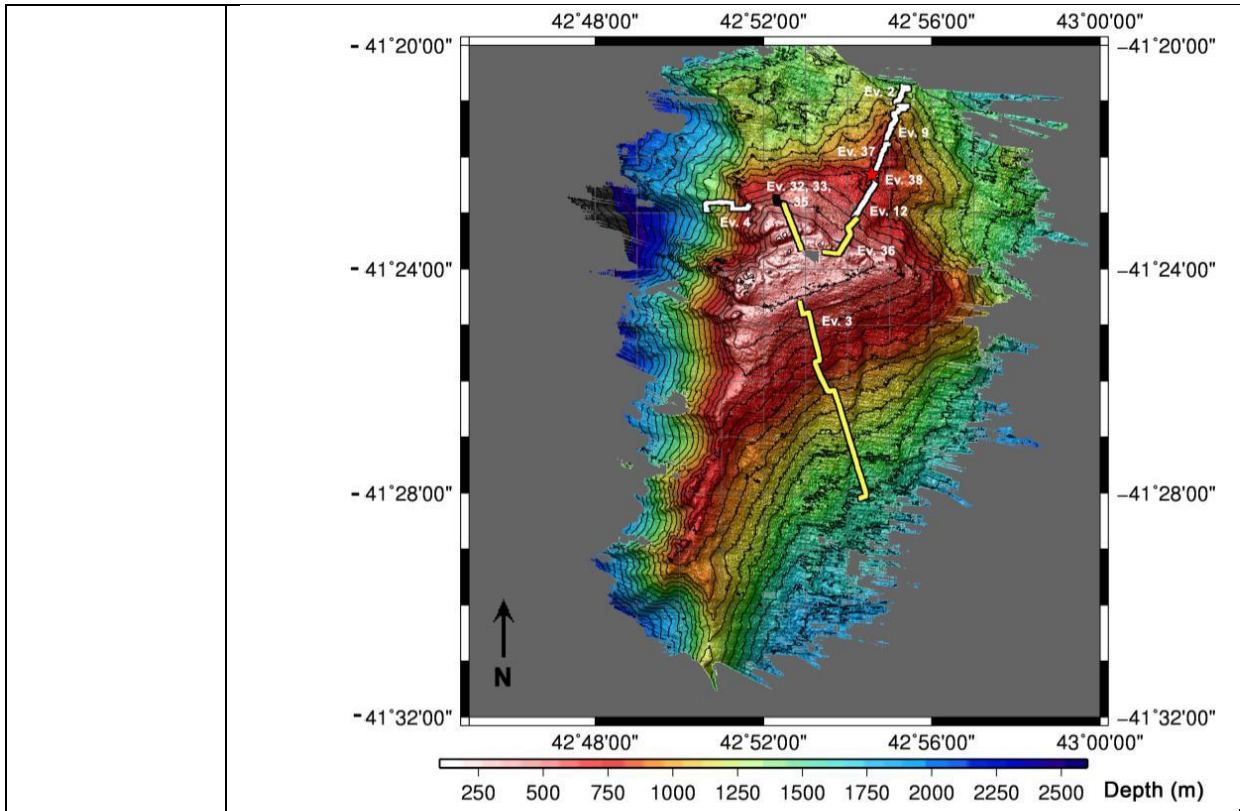 42˚48'00" 42˚52'00" 42˚56'00" 43˚00'00"
-41˚20'00" -41˚20'00"
Ev. 2
Ev. 9
Ev. 37
Ev. 32, 33, Ev. 38
35
Ev. 4 Ev. 12
Ev. 36
-41˚24'00" -41˚24'00"
Ev. 3
-41˚28'00" -41˚28'00"
N
-41˚32'00" -41˚32'00"
42˚48'00" 42˚52'00" 42˚56'00" 43˚00'00"
250 500 750 1000 1250 1500 1750 2000 2250 2500 Depth (m)